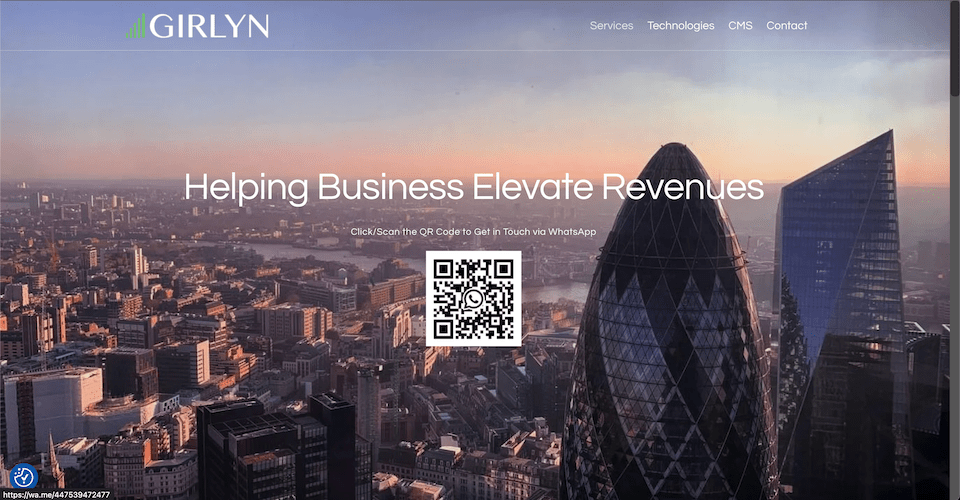 GIRLYN
Services Technologies CMS Contact
Helping Business Elevate Revenues
Click/Scan the QR Code to Get in Touch via WhatsApp
https://wa.me/447539472477